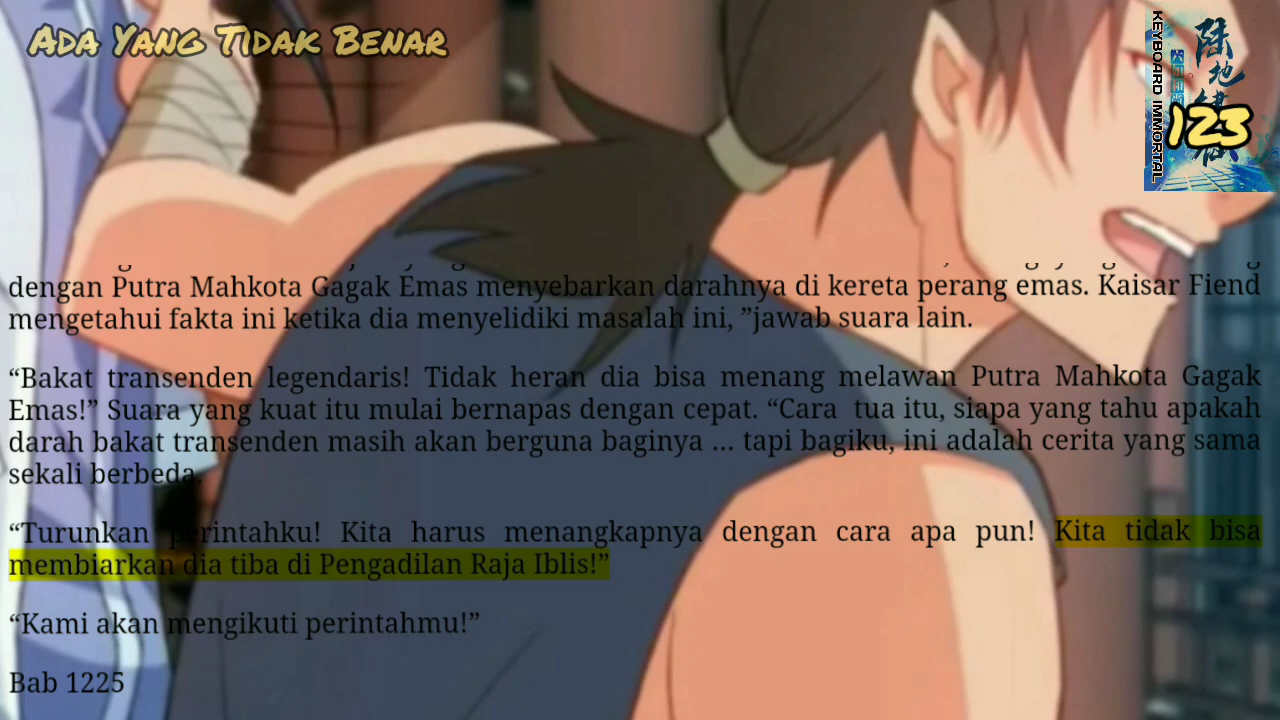 Ada Yang Tidak Benar
KEYBOARD IMMORTAL
陸地
123
dengan Putra Mahkota Gagak Emas menyebarkan darahnya di kereta perang emas. Kaisar Fiend
mengetahui fakta ini ketika dia menyelidiki masalah ini, ”jawab suara lain.
“Bakat transenden legendaris! Tidak heran dia bisa menang melawan Putra Mahkota Gagak
Emas!” Suara yang kuat itu mulai bernapas dengan cepat. “Cara tua itu, siapa yang tahu apakah
darah bakat transenden masih akan berguna baginya … tapi bagiku, ini adalah cerita yang sama
sekali berbeda.
“Turunkan perintahku! Kita harus menangkapnya dengan cara apa pun! Kita tidak bisa
membiarkan dia tiba di Pengadilan Raja Iblis!”
“Kami akan mengikuti perintahmu!”
Bab 1225